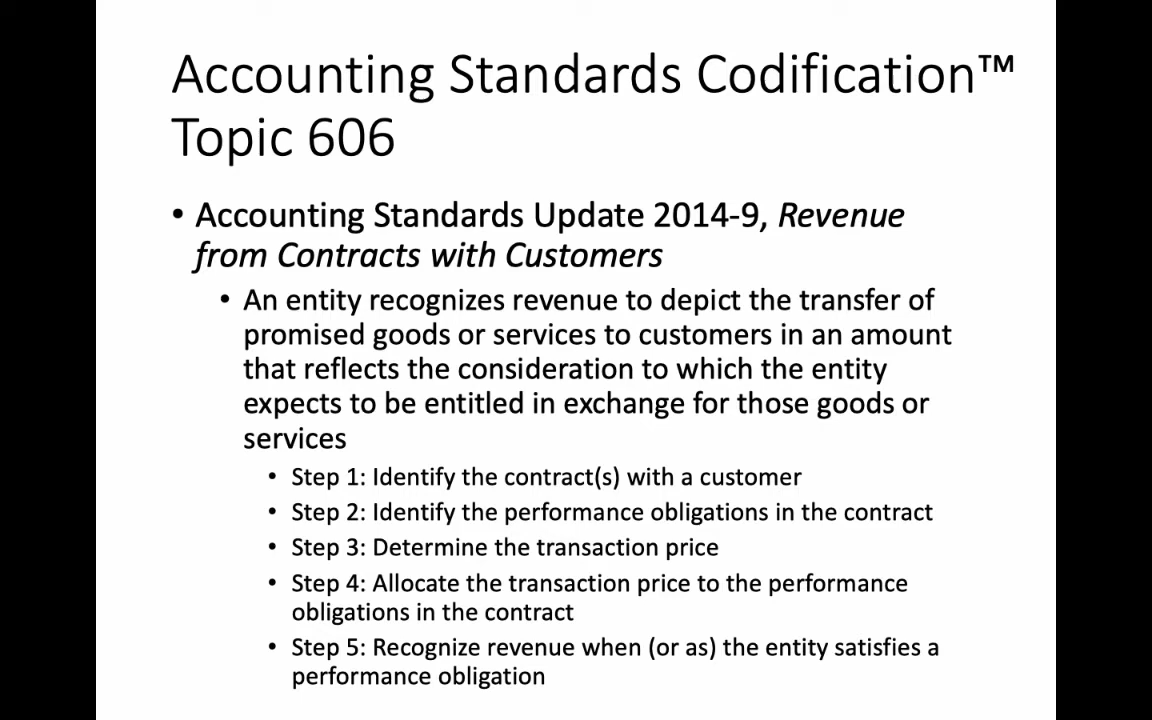 Accounting Standards Codification™
Topic 606
• Accounting Standards Update 2014-9, Revenue
from Contracts with Customers
• An entity recognizes revenue to depict the transfer of
promised goods or services to customers in an amount
that reflects the consideration to which the entity
expects to be entitled in exchange for those goods or
services
• Step 1: Identify the contract(s) with a customer
• Step 2: Identify the performance obligations in the contract
• Step 3: Determine the transaction price
• Step 4: Allocate the transaction price to the performance
obligations in the contract
• Step 5: Recognize revenue when (or as) the entity satisfies a
performance obligation